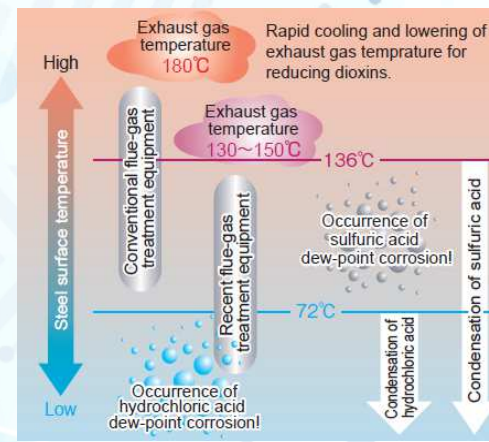 Exhaust gas
temperature
180℃
Rapid cooling and lowering of
exhaust gas temprature for
reducing dioxins.
High
Exhaust gas
temperature
130～150℃
136℃
Steel surface temperature
Conventional flue-gas
treatment equipment
Recent flue-gas
treatment equipment
Occurrence of
sulfuric acid
dew-point corrosion!
72℃
Condensation of
hydrochloric acid
Condensation of sulfuric acid
Low
Occurrence of
hydrochloric acid
dew-point corrosion!